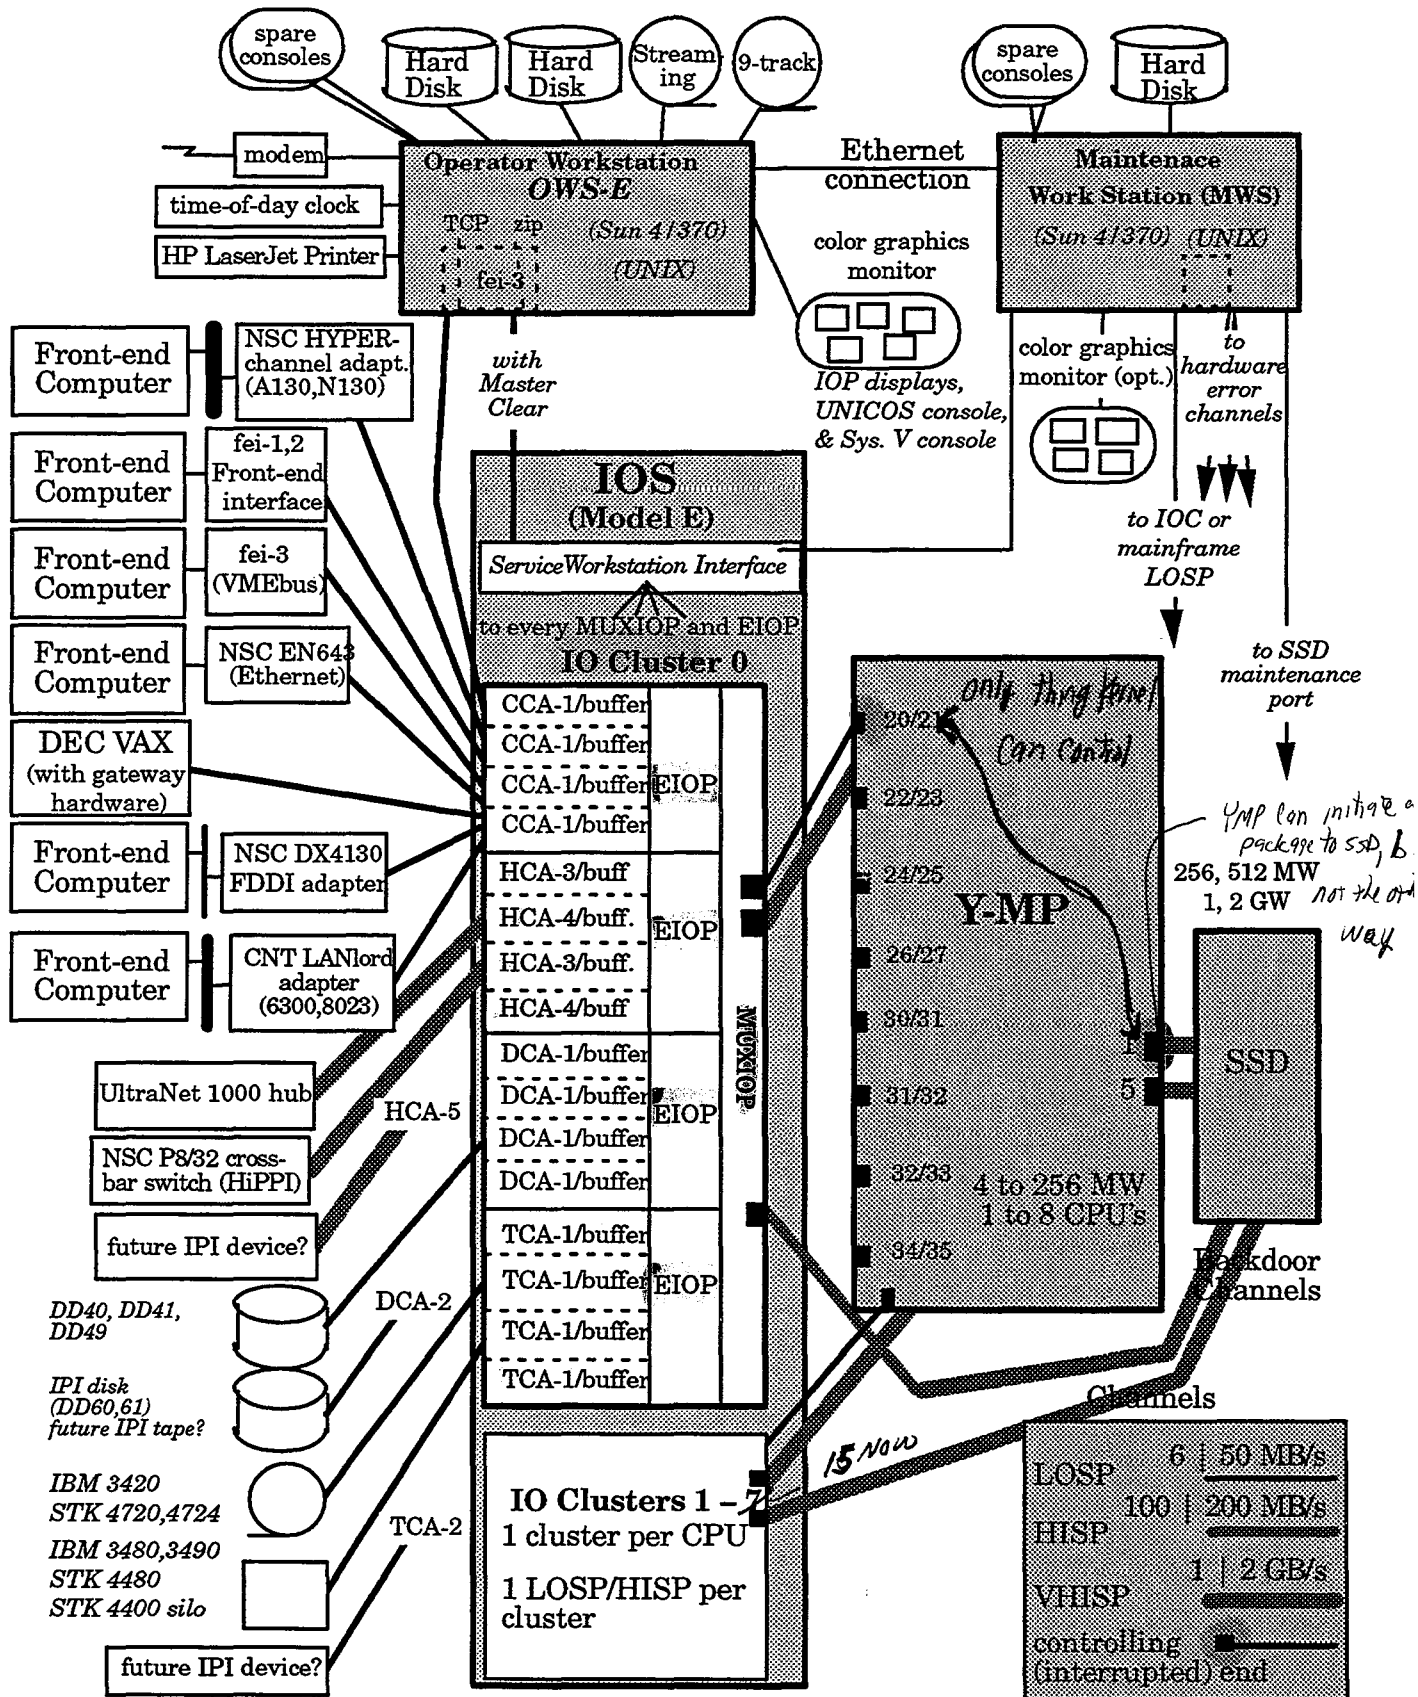 spare
consoles
Hard
Disk
Hard
Disk
Stream-
ing
9-track
spare
consoles
Hard
Disk
modem
time-of-day clock
HP LaserJet Printer
Operator Workstation
OWS-E
TCP zip
(Sun 4/370)
fei-3
(UNIX)
Ethernet
connection
Maintenace
Work Station (MWS)
(Sun 4/370) (UNIX)
color graphics
monitor
IOP displays,
UNICOS console,
& Sys. V console
color graphics
monitor (opt.)
to
hardware
error
channels
with
Master
Clear
to IOC or
mainframe
LOSP
to SSD
maintenance
port
Front-end
Computer
NSC HYPER-
channel adapt.
(A130,N130)
Front-end
Computer
fei-1,2
Front-end
interface
Front-end
Computer
fei-3
(VMEbus)
Front-end
Computer
NSC EN643
(Ethernet)
DEC VAX
(with gateway
hardware)
Front-end
Computer
NSC DX4130
FDDI adapter
Front-end
Computer
CNT LANlord
adapter
(6300,8023)
UltraNet 1000 hub
HCA-5
NSC P8/32 cross-
bar switch (HiPPI)
future IPI device?
DD40, DD41,
DD49
DCA-2
IPI disk
(DD60,61)
future IPI tape?
IBM 3420
STK 4720,4724
TCA-2
IBM 3480,3490
STK 4480
STK 4400 silo
future IPI device?
IOS
(Model E)
Service Workstation Interface
to every MUXIOP and EIOP
IO Cluster 0
CCA-1/buffer
CCA-1/buffer
CCA-1/buffer
CCA-1/buffer
EIOP
HCA-3/buff
HCA-4/buff.
HCA-3/buff.
HCA-4/buff
EIOP
DCA-1/buffer
DCA-1/buffer
DCA-1/buffer
DCA-1/buffer
EIOP
TCA-1/buffer
TCA-1/buffer
TCA-1/buffer
TCA-1/buffer
EIOP
MUXIOP
IO Clusters 1 – 7
15 Now
1 cluster per CPU
1 LOSP/HISP per
cluster
only thing
can control
20/21
22/23
24/25
Y-MP
26/27
30/31
31/32
32/33
34/35
1
5
4 to 256 MW
1 to 8 CPU's
YMP can initiate a
package to SSD, b
not the oth
way
256, 512 MW
1, 2 GW
SSD
Backdoor
Channels
Channels
LOSP 6 | 50 MB/s
HISP 100 | 200 MB/s
VHISP 1 | 2 GB/s
controlling
(interrupted) end